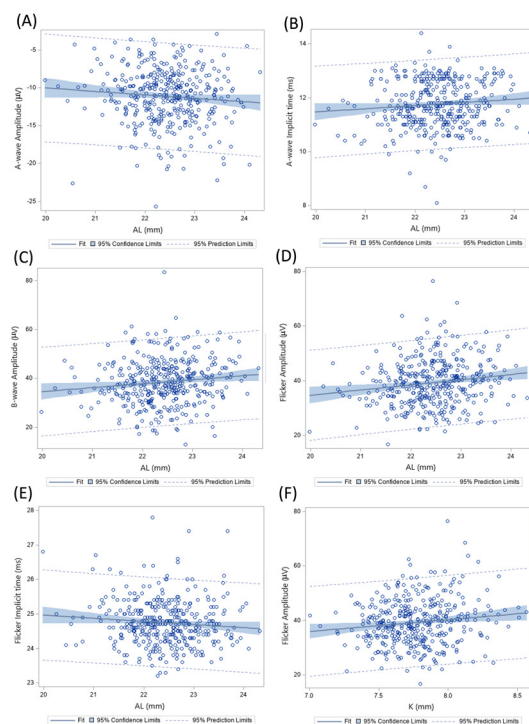 (A)
-5
-10
-15
-20
-25
A-wave Amplitude (µV)
20 21 22 23 24
AL (mm)
Fit 95% Confidence Limits 95% Prediction Limits
(B)
14
12
10
8
A-wave Implicit time (ms)
20 21 22 23 24
AL (mm)
Fit 95% Confidence Limits 95% Prediction Limits
(C)
80
60
40
20
B-wave Amplitude (µV)
20 21 22 23 24
AL (mm)
Fit 95% Confidence Limits 95% Prediction Limits
(D)
80
60
40
20
Flicker Amplitude (µV)
20 21 22 23 24
AL (mm)
Fit 95% Confidence Limits 95% Prediction Limits
(E)
28
27
26
25
24
23
Flicker Implicit time (ms)
20 21 22 23 24
AL (mm)
Fit 95% Confidence Limits 95% Prediction Limits
(F)
80
60
40
20
Flicker Amplitude (µV)
7.0 7.5 8.0 8.5
K (mm)
Fit 95% Confidence Limits 95% Prediction Limits